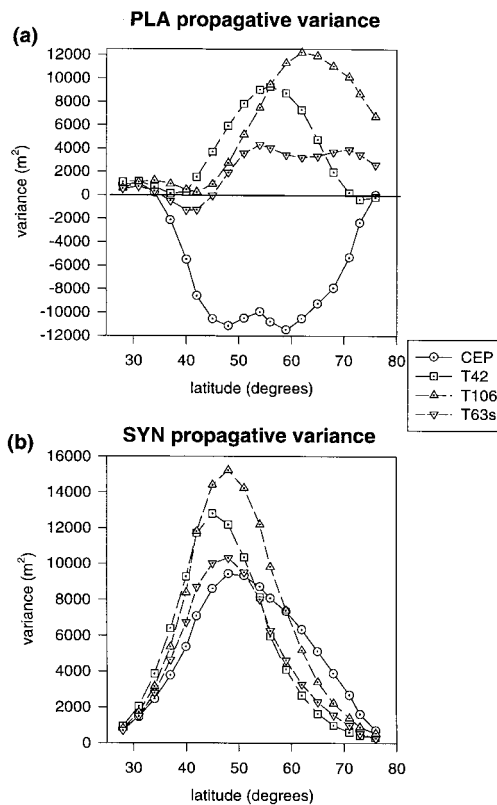 PLA propagative variance
(a)
12000
10000
8000
6000
4000
2000
0
-2000
-4000
-6000
-8000
-10000
-12000
variance (m²)
30 40 50 60 70 80
latitude (degrees)
CEP
T42
T106
T63s
SYN propagative variance
(b)
16000
14000
12000
10000
8000
6000
4000
2000
0
variance (m²)
30 40 50 60 70 80
latitude (degrees)